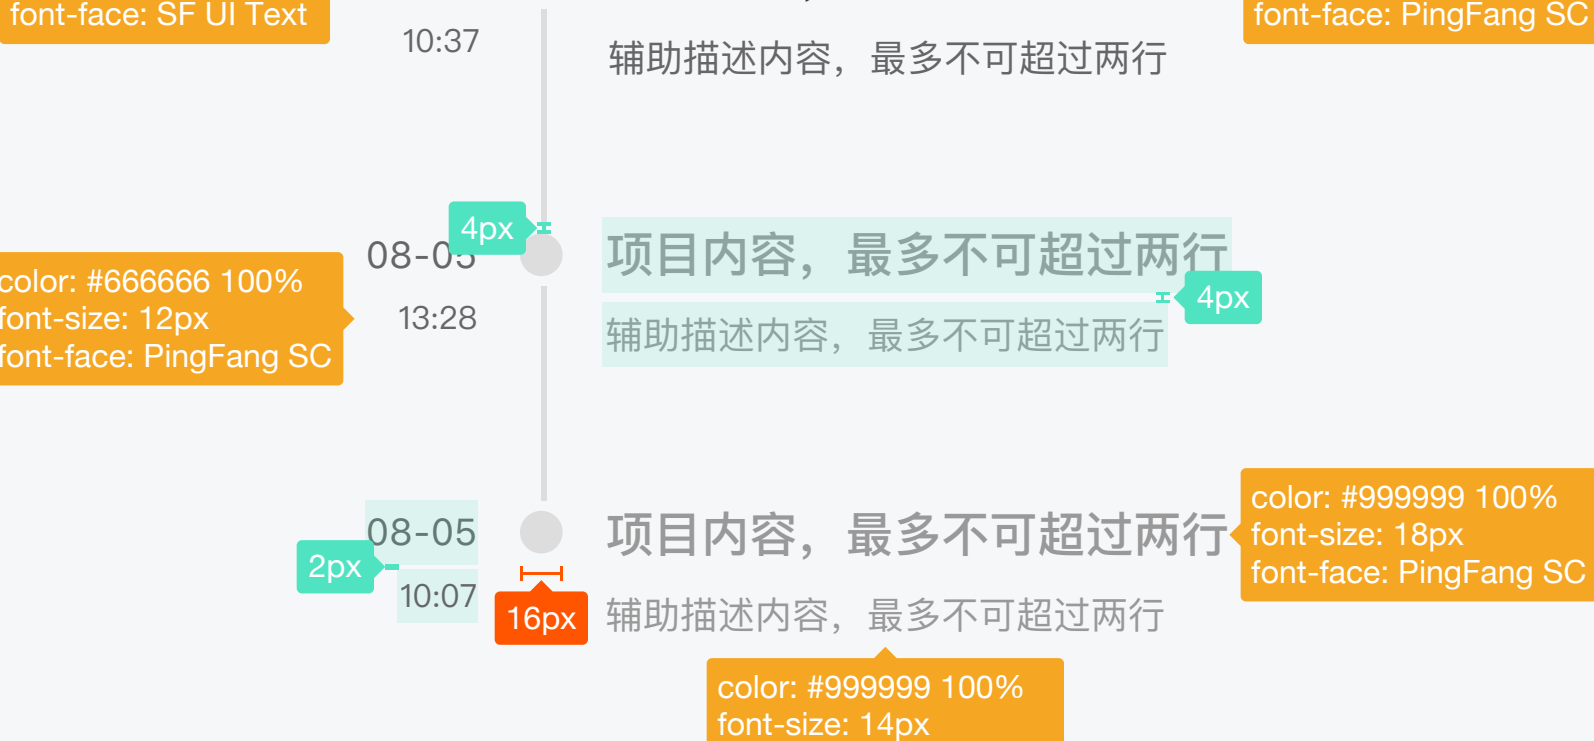 font-face: SF UI Text
font-face: PingFang SC
10:37
辅助描述内容，最多不可超过两行
4px
08-05
项目内容，最多不可超过两行
4px
color: #666666 100%
font-size: 12px
font-face: PingFang SC
13:28
辅助描述内容，最多不可超过两行
08-05
项目内容，最多不可超过两行
color: #999999 100%
font-size: 18px
font-face: PingFang SC
2px
10:07
16px
辅助描述内容，最多不可超过两行
color: #999999 100%
font-size: 14px